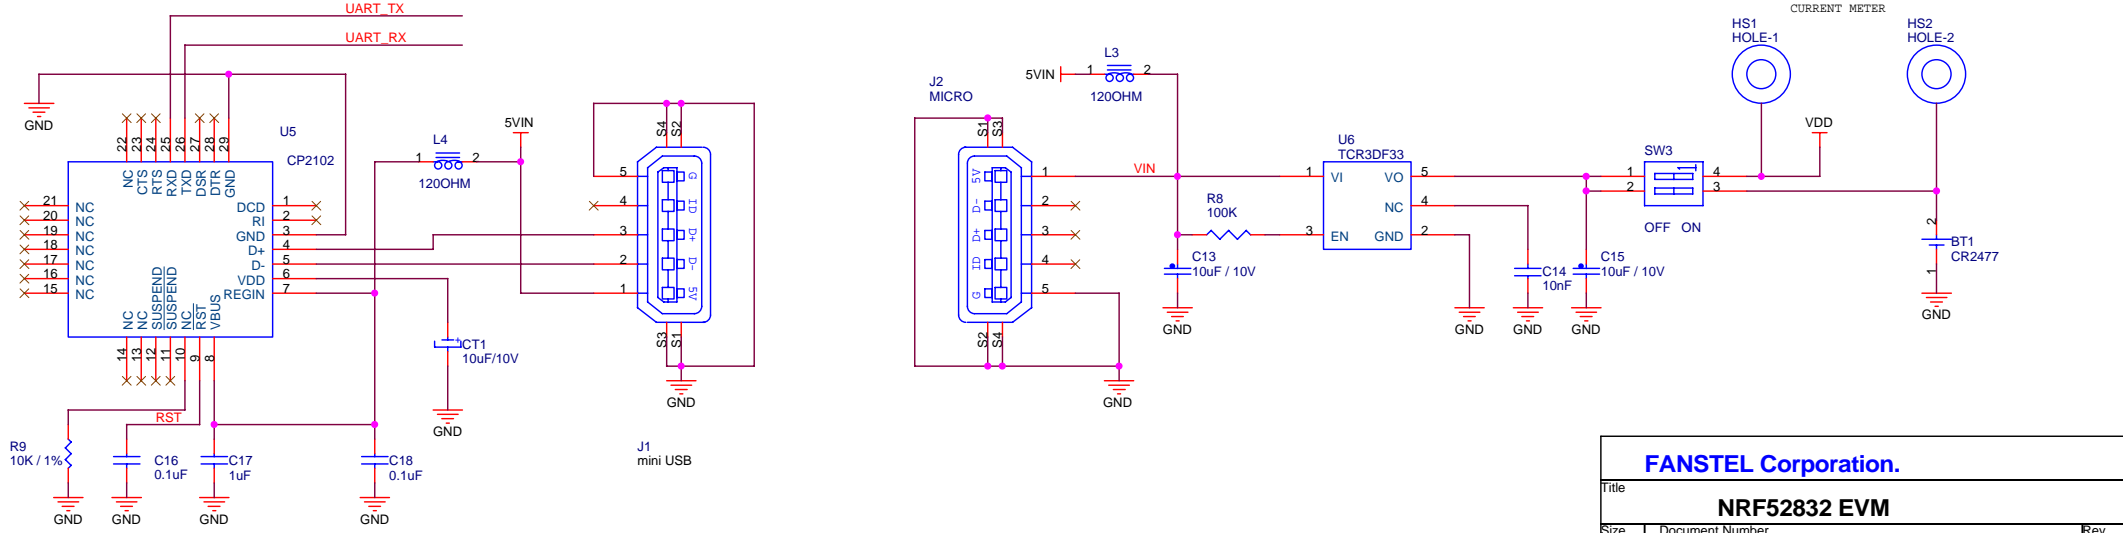 UART_TX
UART_RX
GND
U5
CP2102
22
23
24
25
26
27
28
29
NC
CTS
RTS
RXD
TXD
DSR
DTR
GND
21
NC
20
NC
19
NC
18
NC
17
NC
16
NC
15
NC
DCD
1
RI
2
GND
3
D+
4
D-
5
VDD
6
REGIN
7
NC
NC
SUSPEND
SUSPEND
NC
RST
VBUS
14
13
12
11
10
9
8
L4
1
2
120OHM
5VIN
CT1
+
10uF/10V
GND
RST
R9
10K / 1%
GND
C16
0.1uF
GND
C17
1uF
GND
C18
0.1uF
GND
S4
S2
5
G
4
ID
3
D+
2
D-
1
5V
S3
S1
GND
J1
mini USB
J2
MICRO
S1
S3
5V
1
D-
2
D+
3
ID
4
G
5
S2
S4
GND
5VIN
L3
1
2
120OHM
VIN
C13
10uF / 10V
GND
R8
100K
U6
TCR3DF33
1
VI
VO
5
NC
4
3
EN
GND
2
GND
C14
10nF
GND
C15
10uF / 10V
GND
SW3
1
2
1
4
3
OFF ON
CURRENT METER
HS1
HOLE-1
HS2
HOLE-2
VDD
2
BT1
CR2477
1
GND
FANSTEL Corporation.
Title
NRF52832 EVM
Size
Document Number
Rev